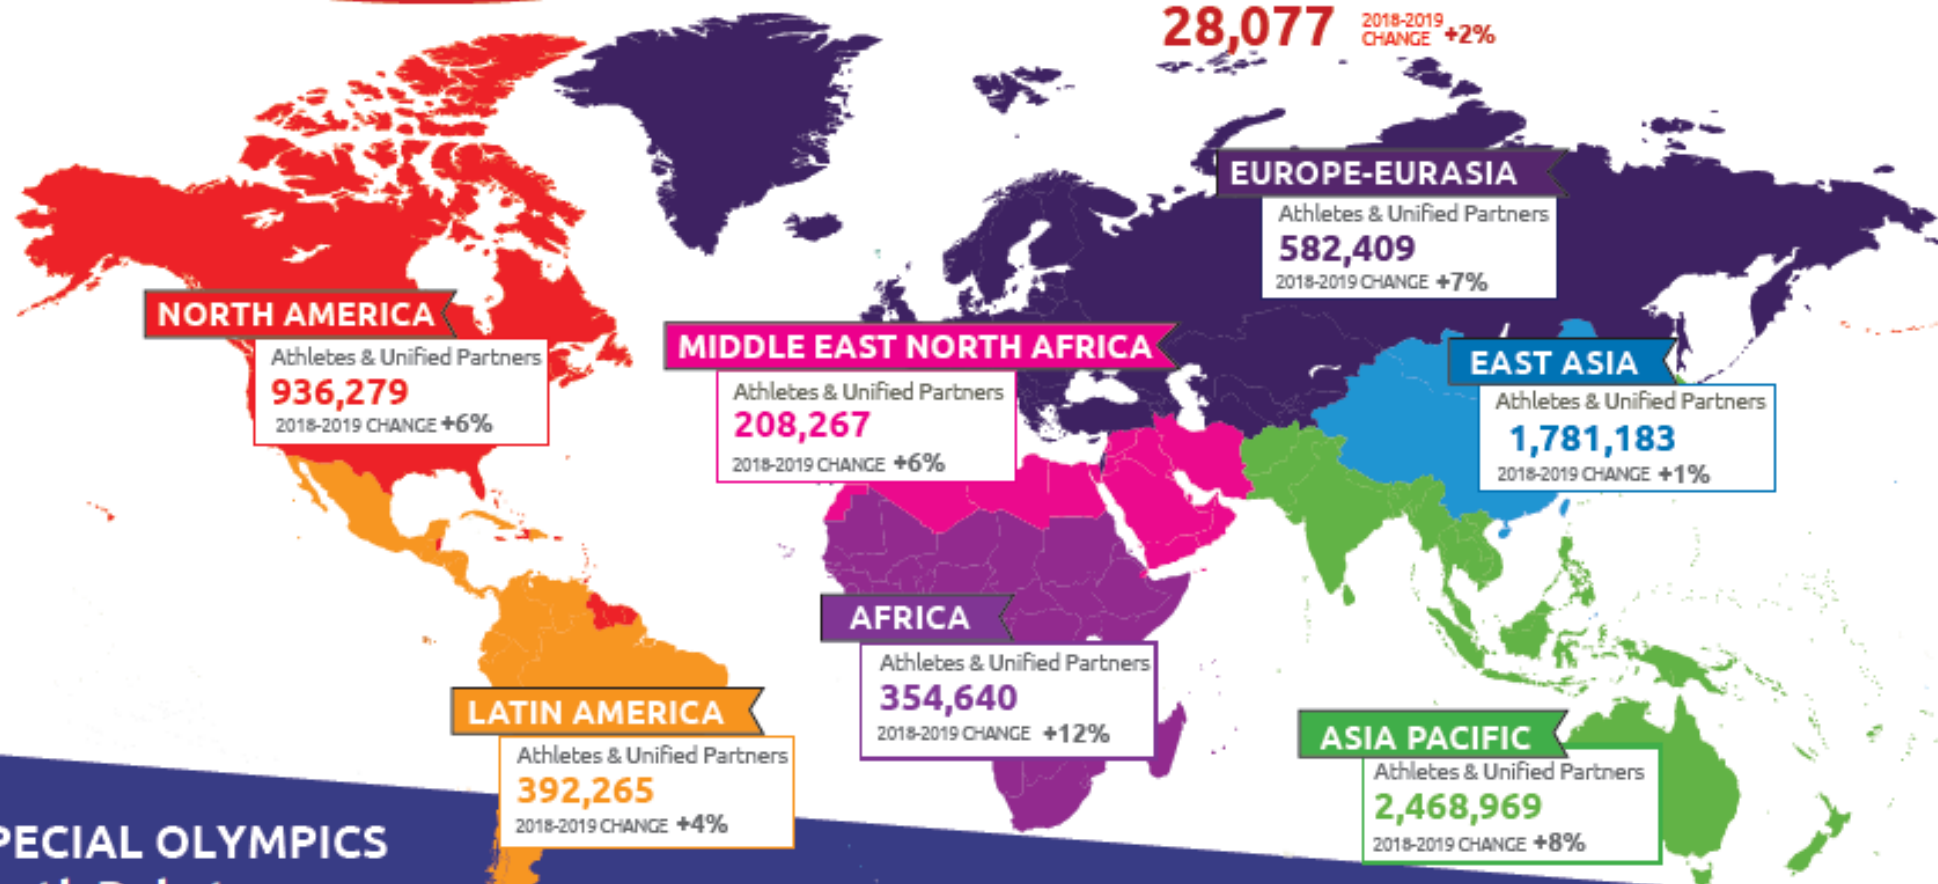 28,077
2018-2019
CHANGE +2%
EUROPE-EURASIA
Athletes & Unified Partners
582,409
2018-2019 CHANGE +7%
NORTH AMERICA
Athletes & Unified Partners
936,279
2018-2019 CHANGE +6%
MIDDLE EAST NORTH AFRICA
Athletes & Unified Partners
208,267
2018-2019 CHANGE +6%
EAST ASIA
Athletes & Unified Partners
1,781,183
2018-2019 CHANGE +1%
AFRICA
Athletes & Unified Partners
354,640
2018-2019 CHANGE +12%
LATIN AMERICA
Athletes & Unified Partners
392,265
2018-2019 CHANGE +4%
ASIA PACIFIC
Athletes & Unified Partners
2,468,969
2018-2019 CHANGE +8%
PECIAL OLYMPICS